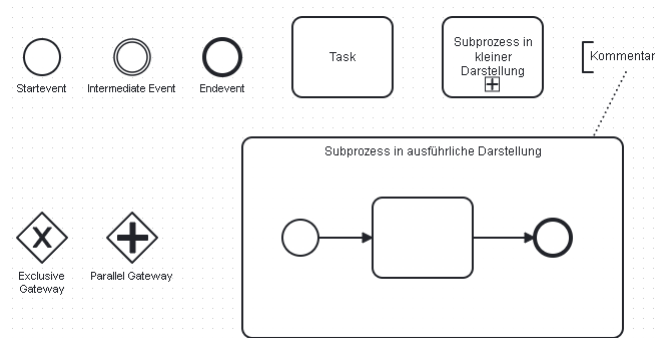 Startevent
Intermediate Event
Endevent
Task
Subprozess in
kleiner
Darstellung
Kommentar
Subprozess in ausführliche Darstellung
X
Exclusive
Gateway
Parallel Gateway